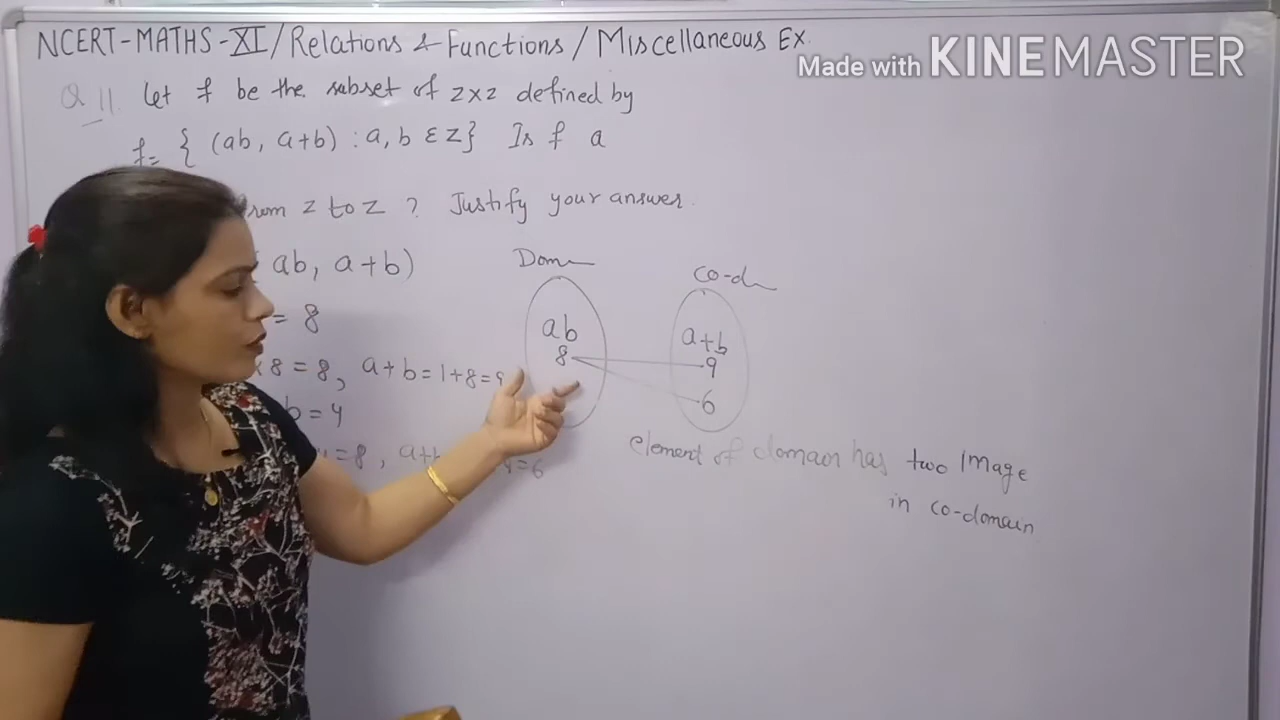 NCERT-MATHS-XI/Relations & Functions/Miscellaneous Ex.
Made with KINEMASTER
Q 11. Let f be the subset of Z×Z defined by
f= { (ab, a+b) : a, b ∈ Z} Is f a
from Z to Z ? Justify your answer.
ab, a+b)
= 8
×8 = 8, a+b = 1+8 = 9
b = 4
=8, =6
Dom
Co-d
ab
8
a+b
9
6
element of domain has two Image
in co-domain